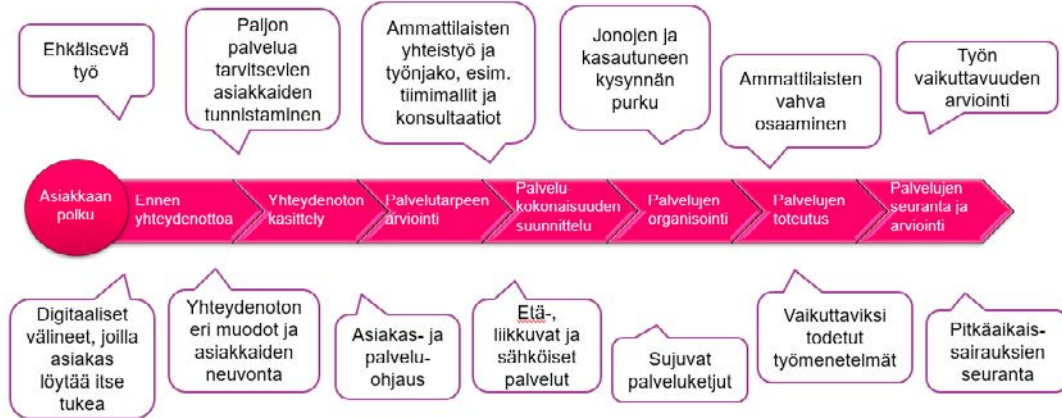 Ehkälsevä
työ
Paljon
palvelua
tarvitsevien
asiakkaiden
tunnistaminen
Ammattilaisten
yhteistyö ja
työnjako, esim.
tiimimallit ja
konsultaatiot
Jonojen ja
kasautuneen
kysynnän
purku
Ammattilaisten
vahva
osaaminen
Työn
vaikuttavuuden
arviointi
Asiakkaan
polku
Ennen
yhteydenottoa
Yhteydenoton
käsittely
Palvelutarpeen
arviointi
Palvelu-
kokonaisuuden
suunnittelu
Palvelujen
organisointi
Palvelujen
toteutus
Palvelujen
seuranta ja
arviointi
Digitaaliset
välineet, joilla
asiakas
löytää itse
tukea
Yhteydenoton
eri muodot ja
asiakkaiden
neuvonta
Asiakas- ja
palvelu-
ohjaus
Etä-,
liikkuvat ja
sähköiset
palvelut
Sujuvat
palveluketjut
Vaikuttaviksi
todetut
työmenetelmät
Pitkäaikais-
sairauksien
seuranta